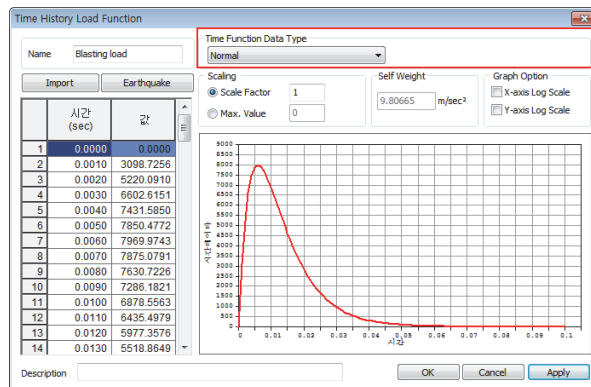 Time History Load Function
Name Blasting load
Time Function Data Type
Normal
Import Earthquake
Scaling
Scale Factor 1
Max. Value 0
Self Weight
9.80665 m/sec²
Graph Option
X-axis Log Scale
Y-axis Log Scale
시간 (sec) 값
1 0.0000 0.0000
2 0.0010 3098.7256
3 0.0020 5220.0910
4 0.0030 6602.6151
5 0.0040 7431.5850
6 0.0050 7850.4772
7 0.0060 7969.9743
8 0.0070 7875.0791
9 0.0080 7630.7226
10 0.0090 7286.1821
11 0.0100 6878.5563
12 0.0110 6435.4979
13 0.0120 5977.3576
14 0.0130 5518.8649
시간데이타
9000
8500
8000
7500
7000
6500
6000
5500
5000
4500
4000
3500
3000
2500
2000
1500
1000
500
0
0 0.01 0.02 0.03 0.04 0.05 0.06 0.07 0.08 0.09 0.1
시간
Description
OK Cancel Apply